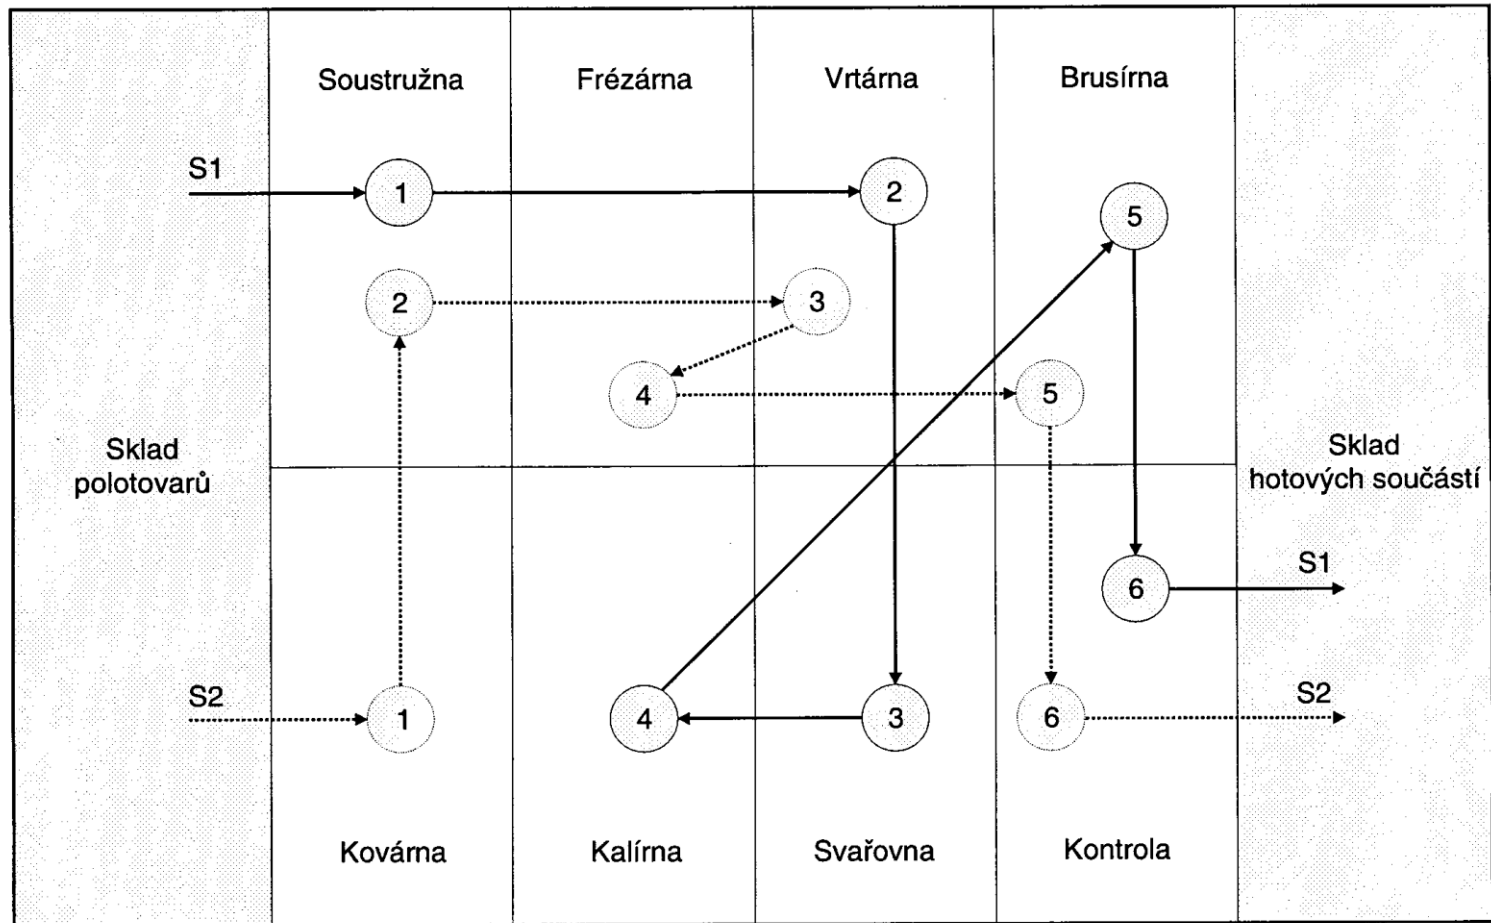 Soustružna
Frézárna
Vrtárna
Brusírna
S1
1
2
5
2
3
4
5
Sklad
polotovarů
Sklad
hotových součástí
S1
6
S2
1
4
3
6
S2
Kovárna
Kalírna
Svařovna
Kontrola